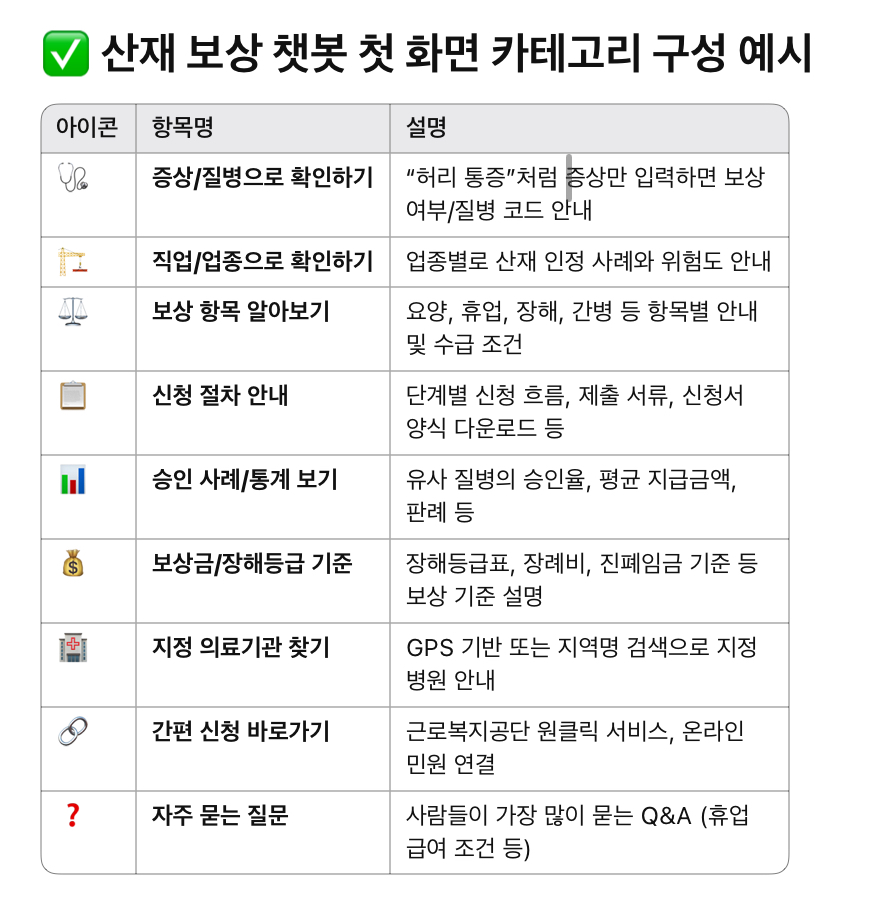 ✅ 산재 보상 챗봇 첫 화면 카테고리 구성 예시
아이콘 항목명 설명
🩺 증상/질병으로 확인하기 “허리 통증”처럼 증상만 입력하면 보상
여부/질병 코드 안내
🏗️ 직업/업종으로 확인하기 업종별로 산재 인정 사례와 위험도 안내
⚖️ 보상 항목 알아보기 요양, 휴업, 장해, 간병 등 항목별 안내
및 수급 조건
📋 신청 절차 안내 단계별 신청 흐름, 제출 서류, 신청서
양식 다운로드 등
📊 승인 사례/통계 보기 유사 질병의 승인율, 평균 지급금액,
판례 등
💰 보상금/장해등급 기준 장해등급표, 장례비, 진폐임금 기준 등
보상 기준 설명
🏥 지정 의료기관 찾기 GPS 기반 또는 지역명 검색으로 지정
병원 안내
🔗 간편 신청 바로가기 근로복지공단 원클릭 서비스, 온라인
민원 연결
❓ 자주 묻는 질문 사람들이 가장 많이 묻는 Q&A (휴업
급여 조건 등)